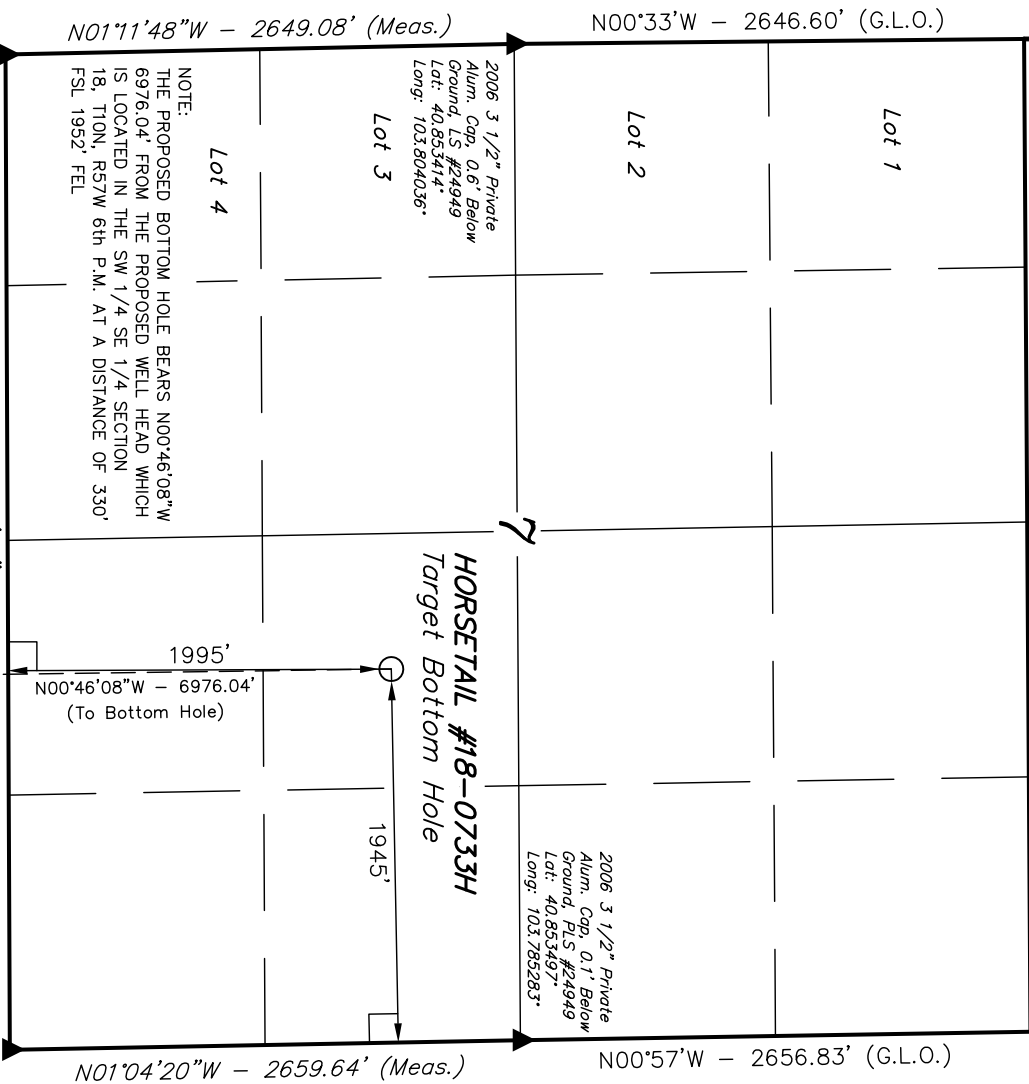 N01°11'48"W – 2649.08' (Meas.)
N00°33'W – 2646.60' (G.L.O.)
Lot 1
Lot 2
2006 3 1/2" Private
Alum. Cap, 0.6' Below
Ground, LS #24949
Lat: 40.853414°
Long: 103.804036°
Lot 3
Lot 4
NOTE:
THE PROPOSED BOTTOM HOLE BEARS N00°46'08"W
6976.04' FROM THE PROPOSED WELL HEAD WHICH
IS LOCATED IN THE SW 1/4 SE 1/4 SECTION
18, T10N, R57W 6th P.M. AT A DISTANCE OF 330'
FSL 1952' FEL
7
HORSETAIL #18-0733H
Target Bottom Hole
1995'
N00°46'08"W – 6976.04'
(To Bottom Hole)
1945'
2006 3 1/2" Private
Alum. Cap, 0.1' Below
Ground, PLS #24949
Lat: 40.853497°
Long: 103.785283°
N01°04'20"W – 2659.64' (Meas.)
N00°57'W – 2656.83' (G.L.O.)